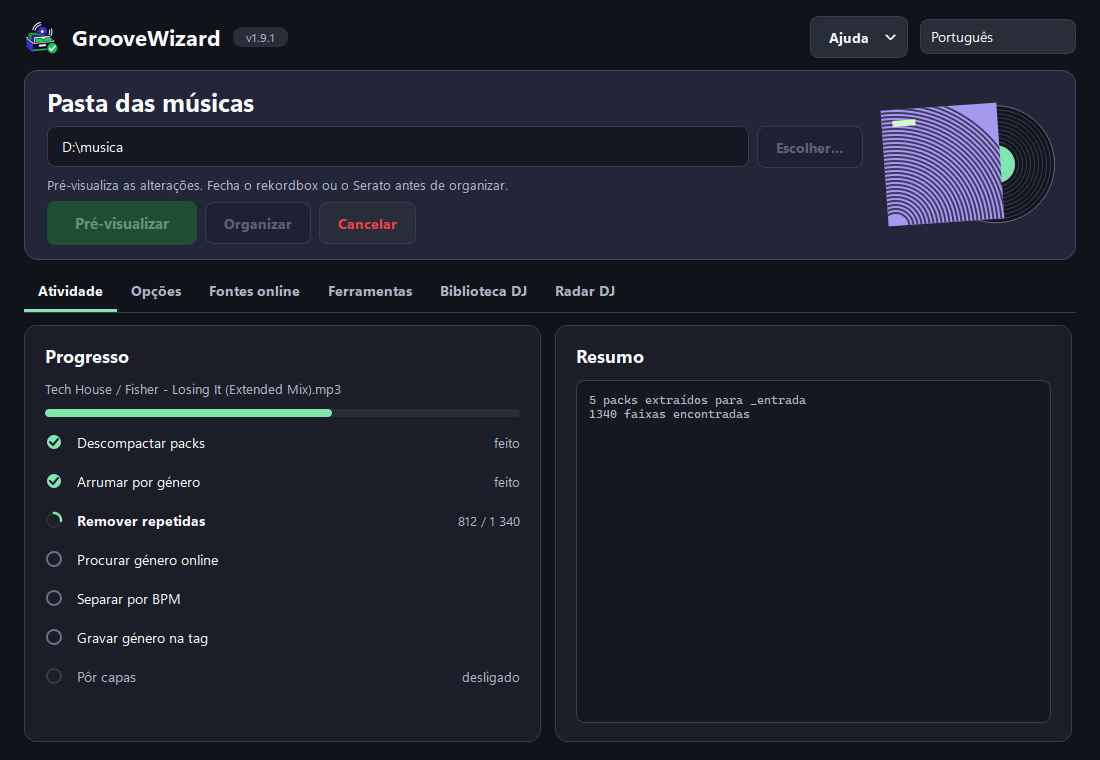 GrooveWizard
v1.9.1
Ajuda
Português
Pasta das músicas
D:\musica
Escolher...
Pré-visualiza as alterações. Fecha o rekordbox ou o Serato antes de organizar.
Pré-visualizar
Organizar
Cancelar
Atividade
Opções
Fontes online
Ferramentas
Biblioteca DJ
Radar DJ
Progresso
Tech House / Fisher - Losing It (Extended Mix).mp3
Descompactar packs feito
Arrumar por género feito
Remover repetidas 812 / 1 340
Procurar género online
Separar por BPM
Gravar género na tag
Pôr capas desligado
Resumo
5 packs extraídos para _entrada
1340 faixas encontradas